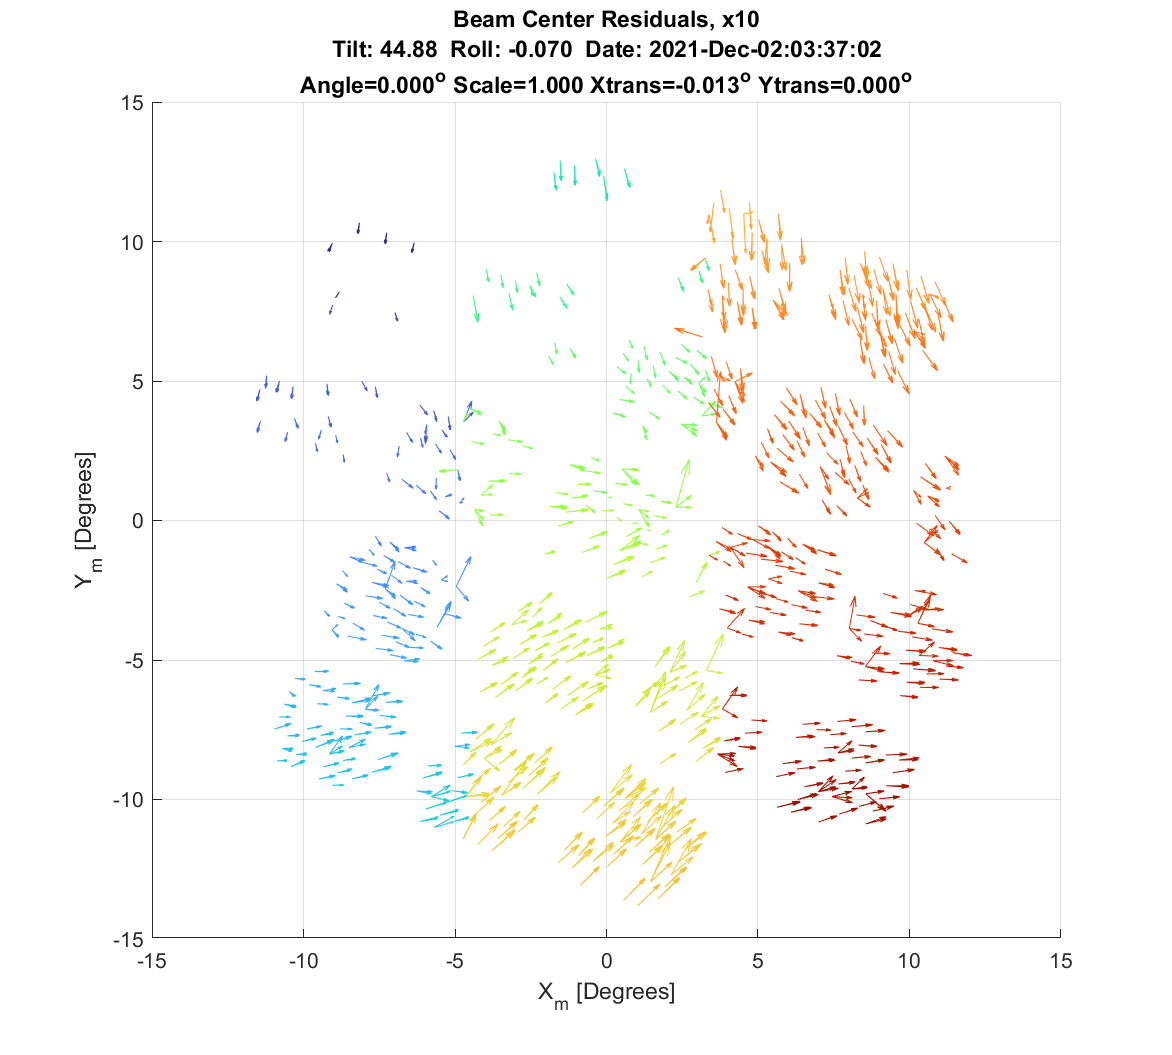 Beam Center Residuals, x10
Tilt: 44.88 Roll: -0.070 Date: 2021-Dec-02:03:37:02
Angle=0.000° Scale=1.000 Xtrans=-0.013° Ytrans=0.000°
15
10
5
0
-5
-10
-15
Y_m [Degrees]
-15 -10 -5 0 5 10 15
X_m [Degrees]